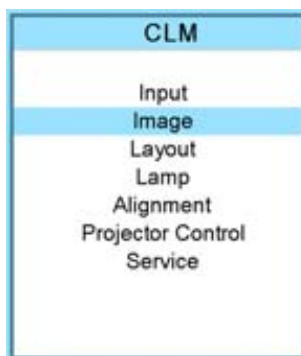 CLM
Input
Image
Layout
Lamp
Alignment
Projector Control
Service